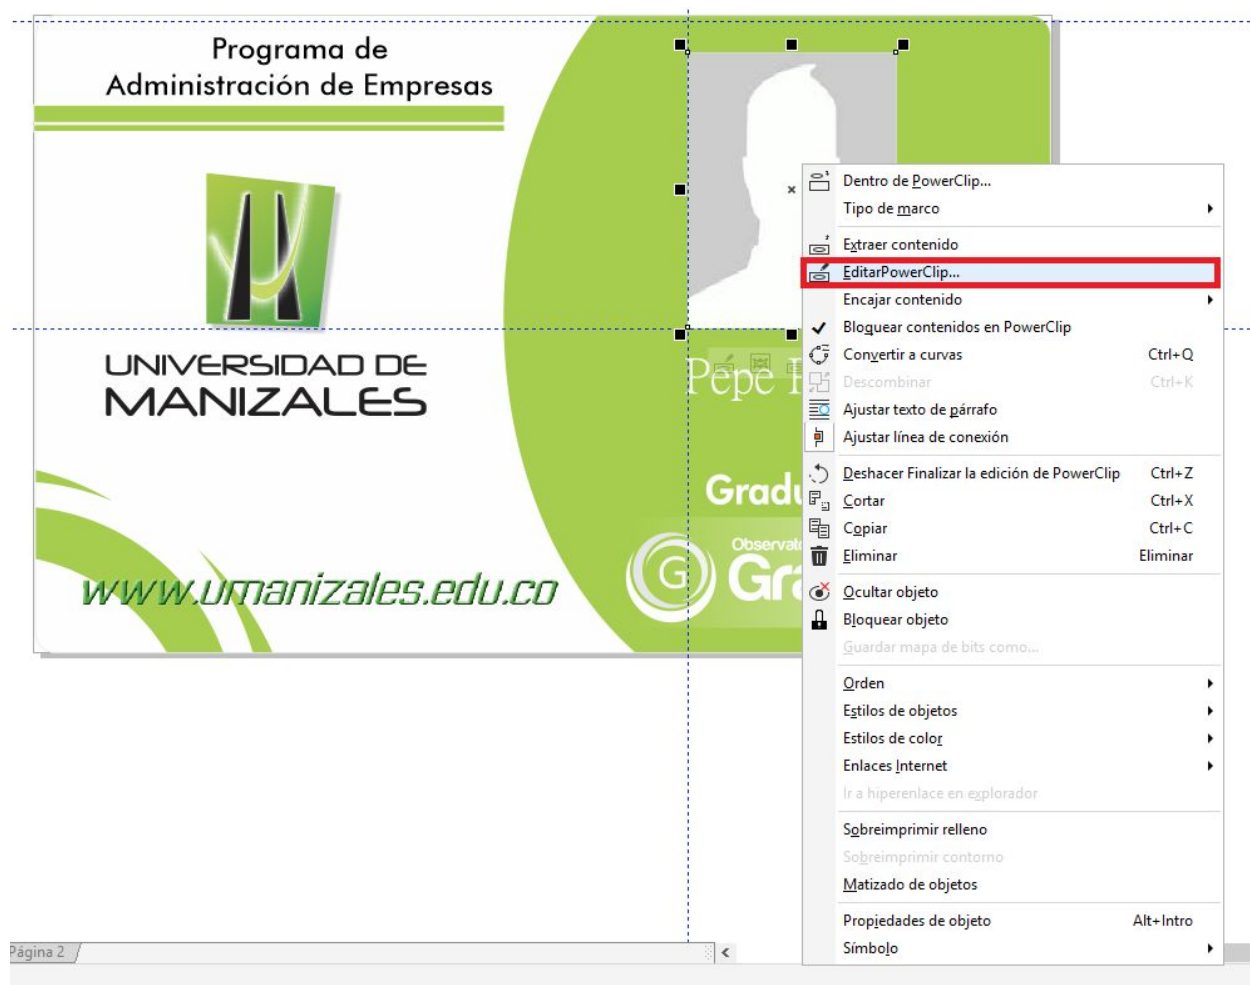 Programa de
Administración de Empresas
UNIVERSIDAD DE
MANIZALES
www.umanizales.edu.co
Pepe
Observat
G
Dentro de PowerClip...
Tipo de marco
Extraer contenido
EditarPowerClip...
Encajar contenido
Bloquear contenidos en PowerClip
Convertir a curvas Ctrl+Q
Descombinar Ctrl+K
Ajustar texto de párrafo
Ajustar línea de conexión
Deshacer Finalizar la edición de PowerClip Ctrl+Z
Cortar Ctrl+X
Copiar Ctrl+C
Eliminar Eliminar
Ocultar objeto
Bloquear objeto
Guardar mapa de bits como...
Orden
Estilos de objetos
Estilos de color
Enlaces Internet
Ir a hiperenlace en explorador
Sobreimprimir relleno
Sobreimprimir contorno
Matizado de objetos
Propiedades de objeto Alt+Intro
Símbolo
Página 2